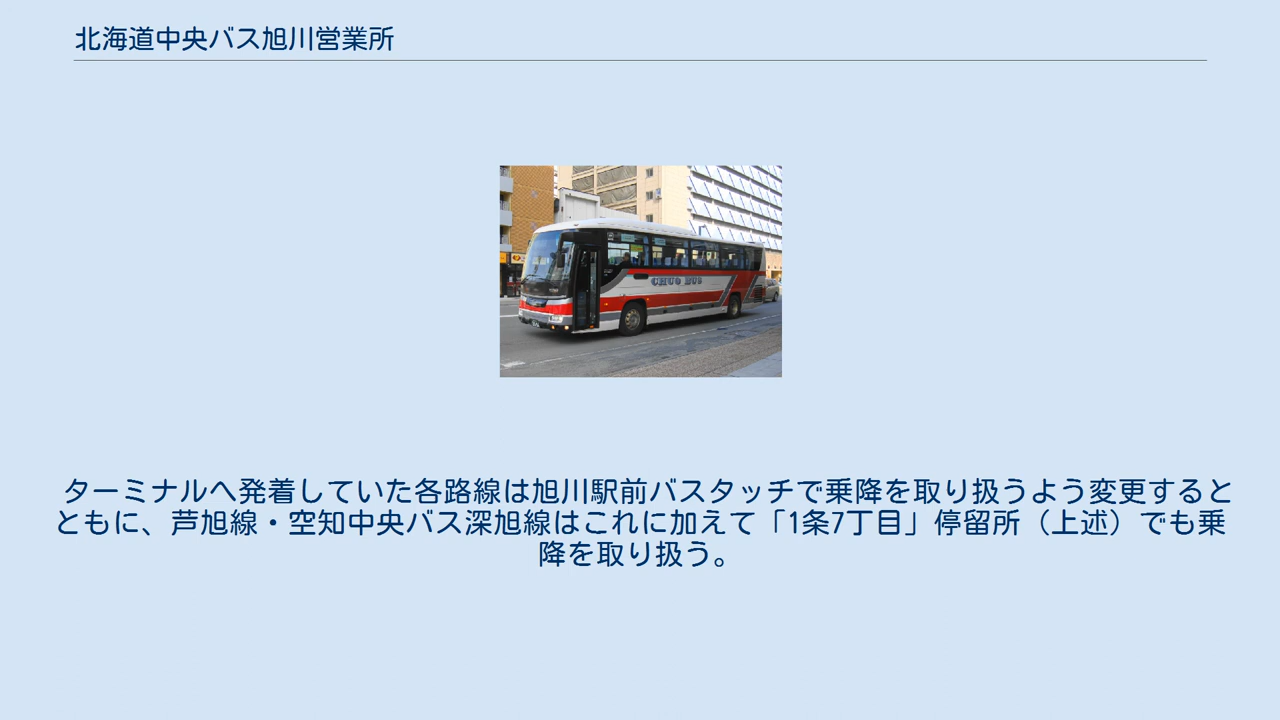 北海道中央バス旭川営業所
CHUO BUS
ターミナルへ発着していた各路線は旭川駅前バスタッチで乗降を取り扱うよう変更すると
ともに、芦旭線・空知中央バス深旭線はこれに加えて「1条7丁目」停留所（上述）でも乗
降を取り扱う。